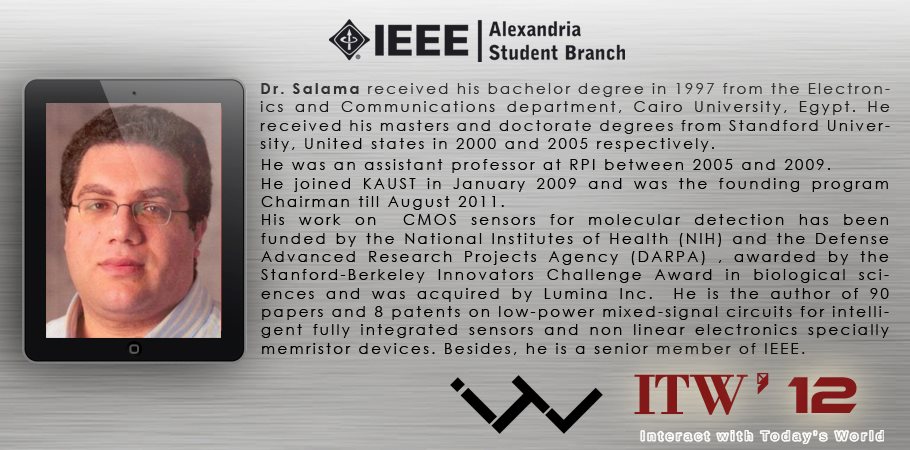 IEEE
Alexandria
Student Branch
Dr. Salama received his bachelor degree in 1997 from the Electron-
ics and Communications department, Cairo University, Egypt. He
received his masters and doctorate degrees from Standford Univer-
sity, United states in 2000 and 2005 respectively.
He was an assistant professor at RPI between 2005 and 2009.
He joined KAUST in January 2009 and was the founding program
Chairman till August 2011.
His work on CMOS sensors for molecular detection has been
funded by the National Institutes of Health (NIH) and the Defense
Advanced Research Projects Agency (DARPA) , awarded by the
Stanford-Berkeley Innovators Challenge Award in biological sci-
ences and was acquired by Lumina Inc. He is the author of 90
papers and 8 patents on low-power mixed-signal circuits for intelli-
gent fully integrated sensors and non linear electronics specially
memristor devices. Besides, he is a senior member of IEEE.
ITW' 12
Interact with Today's World